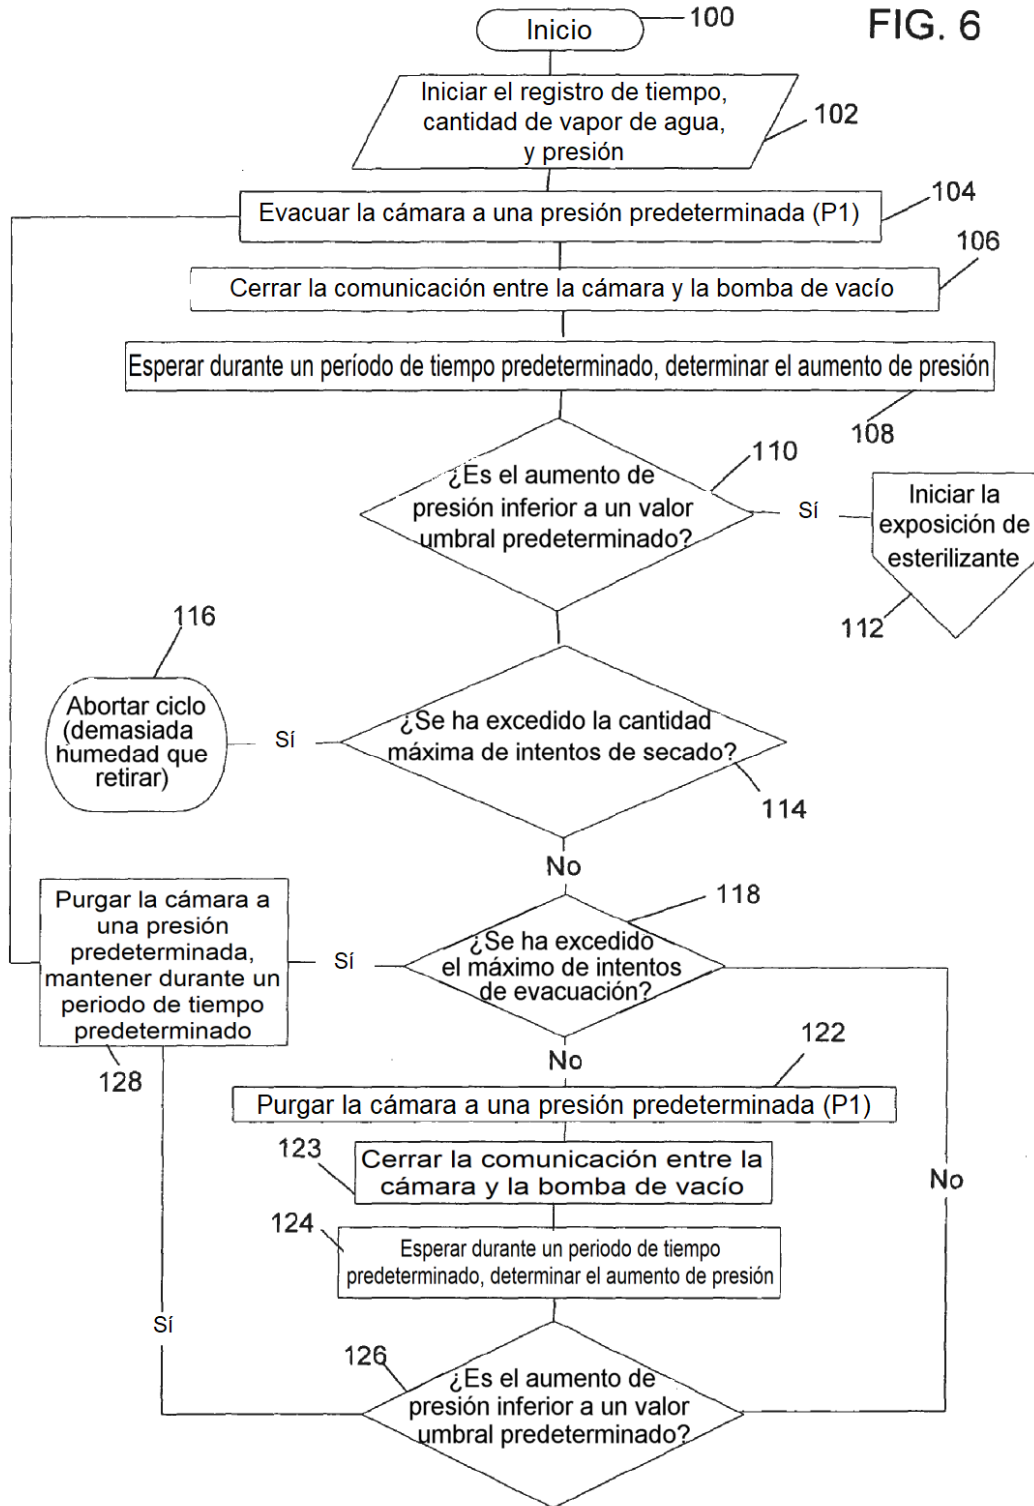 FIG. 6
Inicio
100
Iniciar el registro de tiempo,
cantidad de vapor de agua,
y presión
102
Evacuar la cámara a una presión predeterminada (P1)
104
Cerrar la comunicación entre la cámara y la bomba de vacío
106
Esperar durante un período de tiempo predeterminado, determinar el aumento de presión
108
¿Es el aumento de
presión inferior a un valor
umbral predeterminado?
110
Sí
Iniciar la
exposición de
esterilizante
112
116
Abortar ciclo
(demasiada
humedad que
retirar)
Sí
¿Se ha excedido la cantidad
máxima de intentos de secado?
114
No
118
¿Se ha excedido
el máximo de intentos
de evacuación?
Sí
Purgar la cámara a
una presión
predeterminada,
mantener durante un
periodo de tiempo
predeterminado
128
No
122
Purgar la cámara a una presión predeterminada (P1)
123
Cerrar la comunicación entre la
cámara y la bomba de vacío
No
124
Esperar durante un periodo de tiempo
predeterminado, determinar el aumento de presión
Sí
126
¿Es el aumento de
presión inferior a un valor
umbral predeterminado?